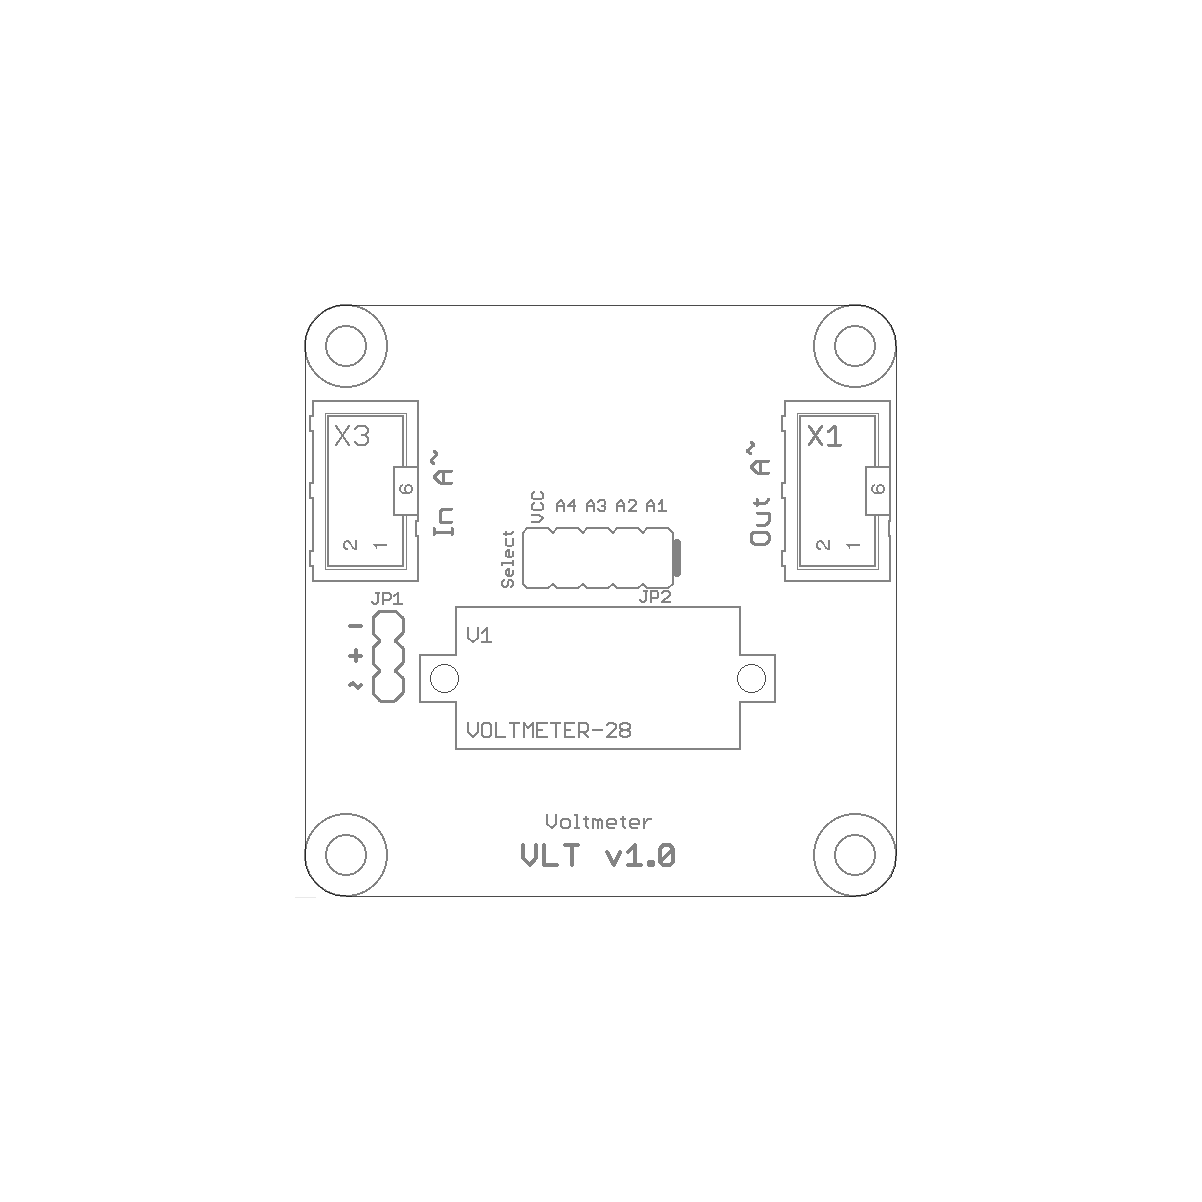 X3
6
2 1
In A~
VCC A4 A3 A2 A1
Select
JP2
Out A~
X1
6
2 1
JP1
-
+
~
V1
VOLTMETER-28
Voltmeter
VLT v1.0